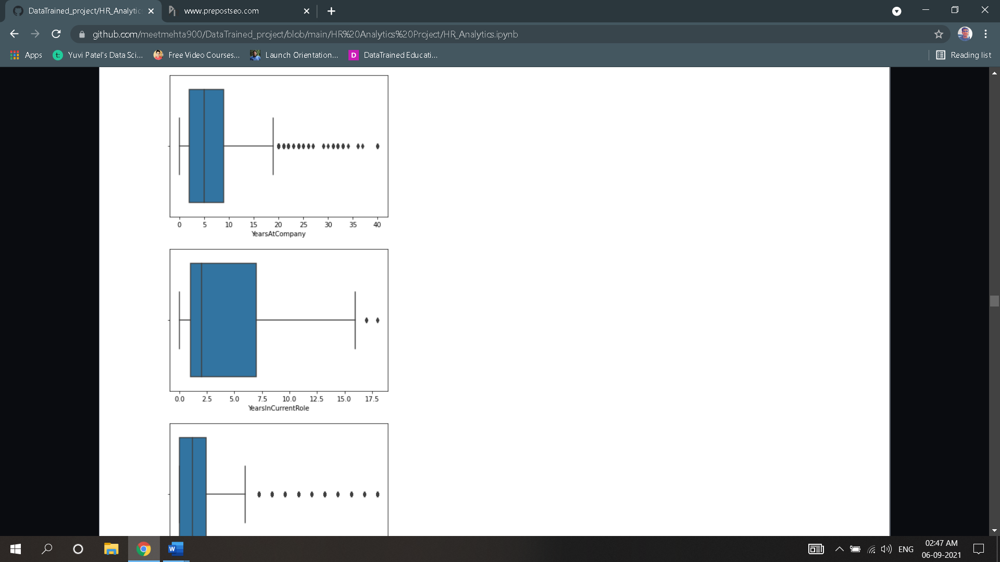 DataTrained_project/HR_Analytic
www.prepostseo.com
github.com/meetmehta900/DataTrained_project/blob/main/HR%20Analytics%20Project/HR_Analytics.ipynb
Apps
t:
Yuvi Patel's Data Sci...
Free Video Courses...
Launch Orientation...
D
DataTrained Educati...
Reading list
0 5 10 15 20 25 30 35 40
YearsAtCompany
0.0 2.5 5.0 7.5 10.0 12.5 15.0 17.5
YearsInCurrentRole
W
ENG
02:47 AM
06-09-2021